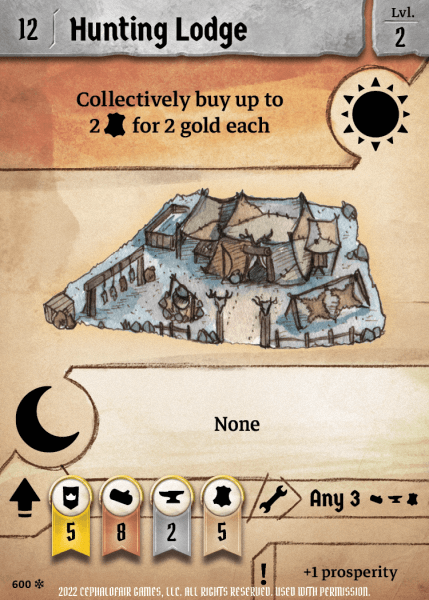 12 Hunting Lodge
Lvl.
2
Collectively buy up to
2 for 2 gold each
None
5 8 2 5
Any 3
+1 prosperity
600
!
2022 CEPHALOFAIR GAMES, LLC. ALL RIGHTS RESERVED. USED WITH PERMISSION.